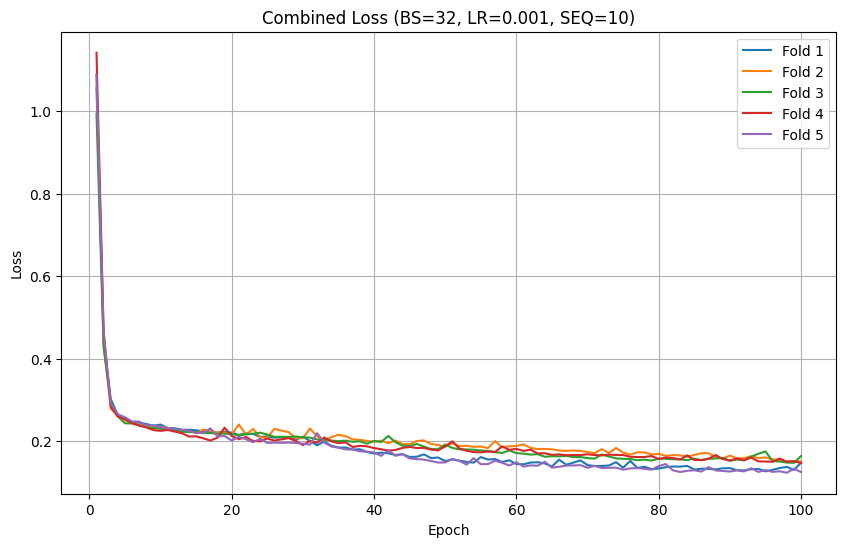 Combined Loss (BS=32, LR=0.001, SEQ=10)
Fold 1
Fold 2
Fold 3
Fold 4
Fold 5
1.0
0.8
0.6
0.4
0.2
Loss
0 20 40 60 80 100
Epoch